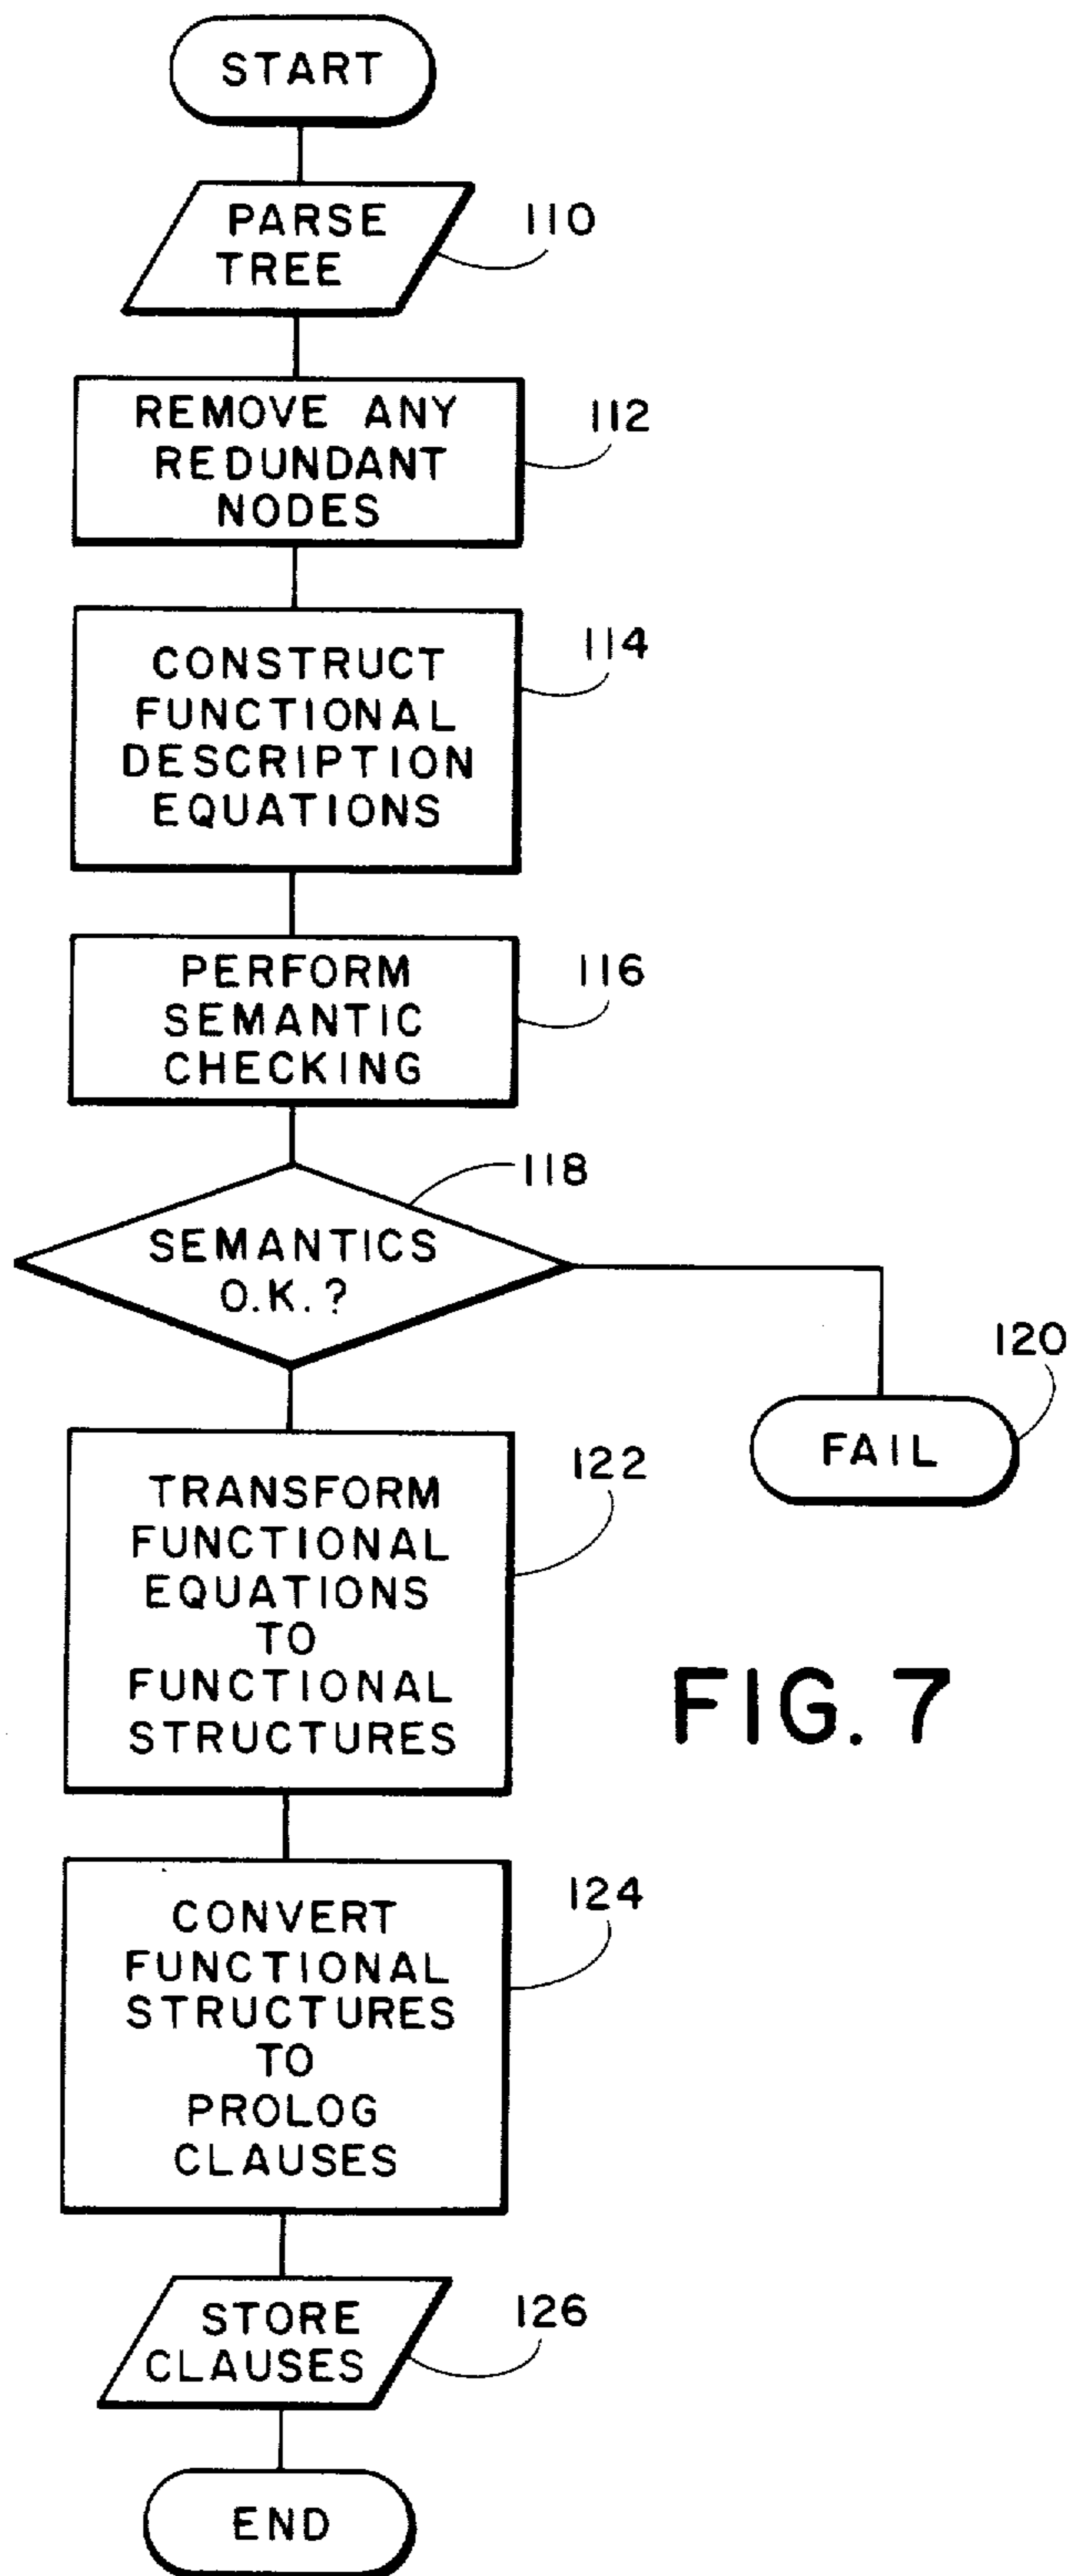 START
PARSE
TREE
110
REMOVE ANY
REDUNDANT
NODES
112
CONSTRUCT
FUNCTIONAL
DESCRIPTION
EQUATIONS
114
PERFORM
SEMANTIC
CHECKING
116
SEMANTICS
O.K.?
118
FAIL
120
TRANSFORM
FUNCTIONAL
EQUATIONS
TO
FUNCTIONAL
STRUCTURES
122
FIG. 7
CONVERT
FUNCTIONAL
STRUCTURES
TO
PROLOG
CLAUSES
124
STORE
CLAUSES
126
END